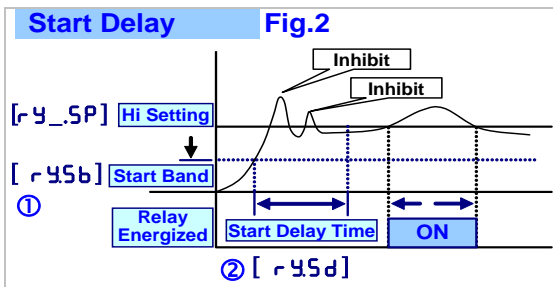 Start Delay Fig.2
Inhibit
Inhibit
[rY_.SP] Hi Setting
[rY.Sb] Start Band
①
Relay
Energized
Start Delay Time
ON
② [rY.Sd]